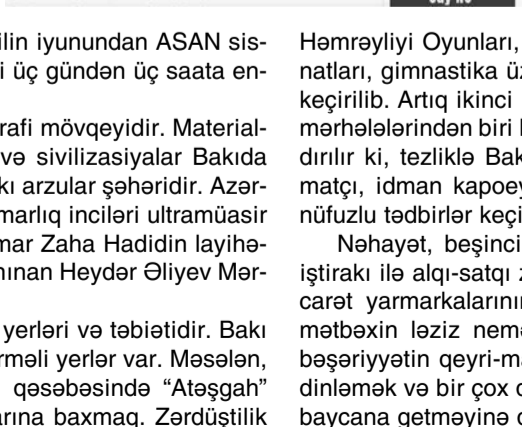 ilin iyunundan ASAN sis-
i üç gündən üç saata en-
rafi mövqeyidir. Material-
və sivilizasiyalar Bakıda
kı arzular şəhəridir. Azər-
marlıq inciləri ultramüasir
mar Zaha Hadidin layihə-
nınan Heydər Əliyev Mər-
yerləri və təbiətidir. Bakı
rməli yerlər var. Məsələn,
qəsəbəsində “Atəşgah”
arına baxmaq. Zərdüştilik
Həmrəyliyi Oyunları,
natları, gimnastika üz
keçirilib. Artıq ikinci
mərhələlərindən biri
dırılır ki, tezliklə Bak
matçı, idman kapoey
nüfuzlu tədbirlər keçi
Nəhayət, beşinci
iştirakı ilə alqı-satqı
carət yarmarkalarını
mətbəxin ləziz nem
bəşəriyyətin qeyri-m
dinləmək və bir çox
baycana getməyinə